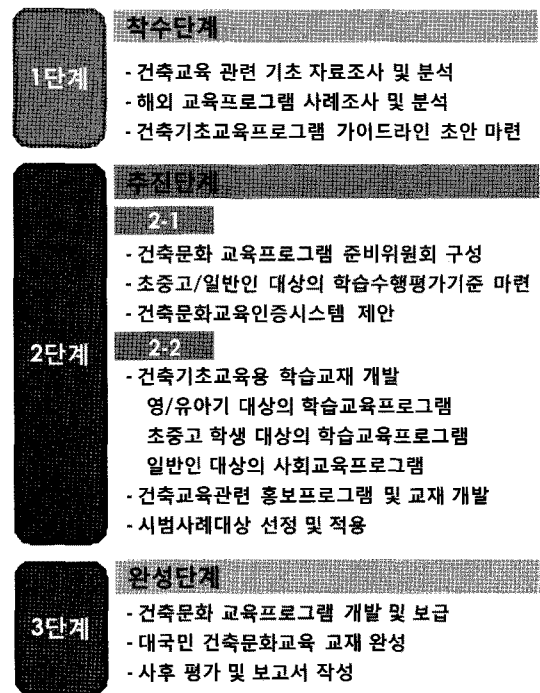 1단계
착수단계
- 건축교육 관련 기초 자료조사 및 분석
- 해외 교육프로그램 사례조사 및 분석
- 건축기초교육프로그램 가이드라인 초안 마련
2단계
추진단계
2-1
- 건축문화 교육프로그램 준비위원회 구성
- 초중고/일반인 대상의 학습수행평가기준 마련
- 건축문화교육인증시스템 제안
2-2
- 건축기초교육용 학습교재 개발
영/유아기 대상의 학습교육프로그램
초중고 학생 대상의 학습교육프로그램
일반인 대상의 사회교육프로그램
- 건축교육관련 홍보프로그램 및 교재 개발
- 시범사례대상 선정 및 적용
3단계
완성단계
- 건축문화 교육프로그램 개발 및 보급
- 대국민 건축문화교육 교재 완성
- 사후 평가 및 보고서 작성